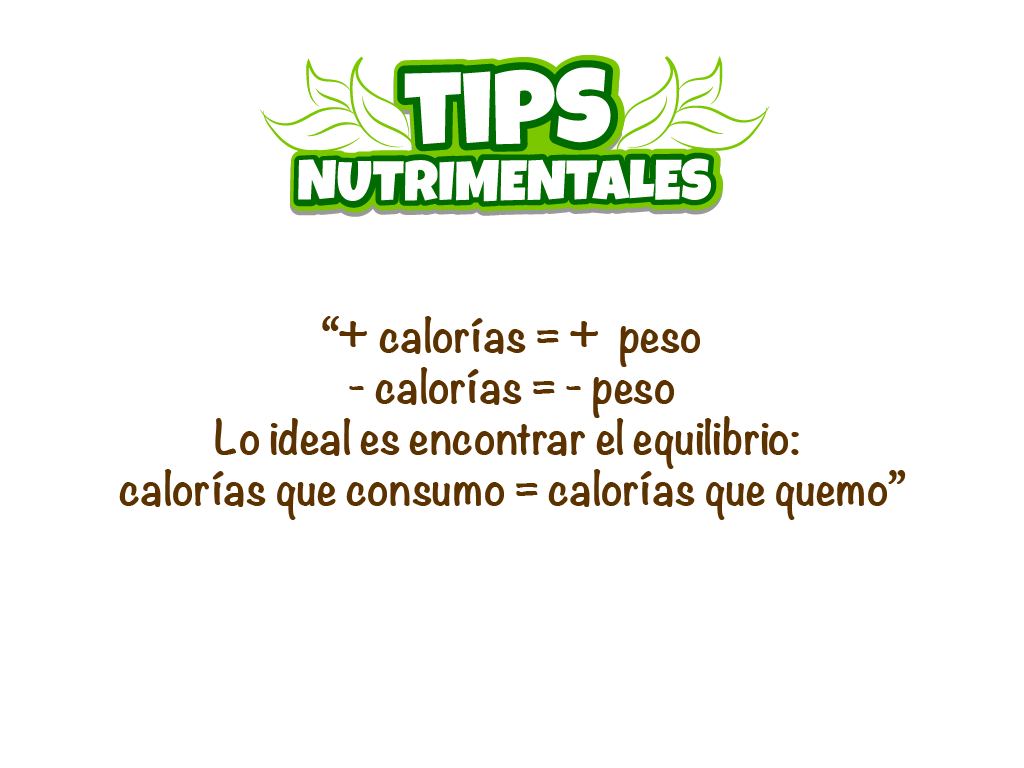 TIPS
NUTRIMENTALES
“+ calorías = + peso
- calorías = - peso
Lo ideal es encontrar el equilibrio:
calorías que consumo = calorías que quemo”